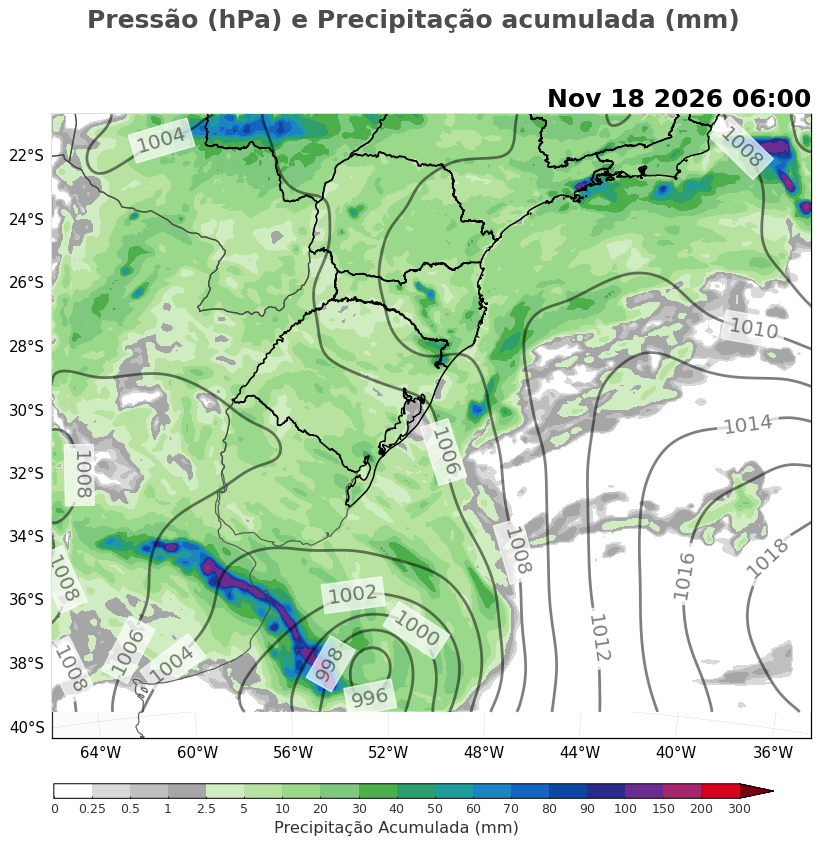 Pressão (hPa) e Precipitação acumulada (mm)
Nov 18 2026 06:00
1004
1008
22°S
24°S
26°S
1010
28°S
30°S
1014
1006
32°S
1008
34°S
1008
1018
1016
1008
36°S
1002
1000
1012
1006
1004
998
1008
38°S
996
40°S
64°W 60°W 56°W 52°W 48°W 44°W 40°W 36°W
0 0.25 0.5 1 2.5 5 10 20 30 40 50 60 70 80 90 100 150 200 300
Precipitação Acumulada (mm)